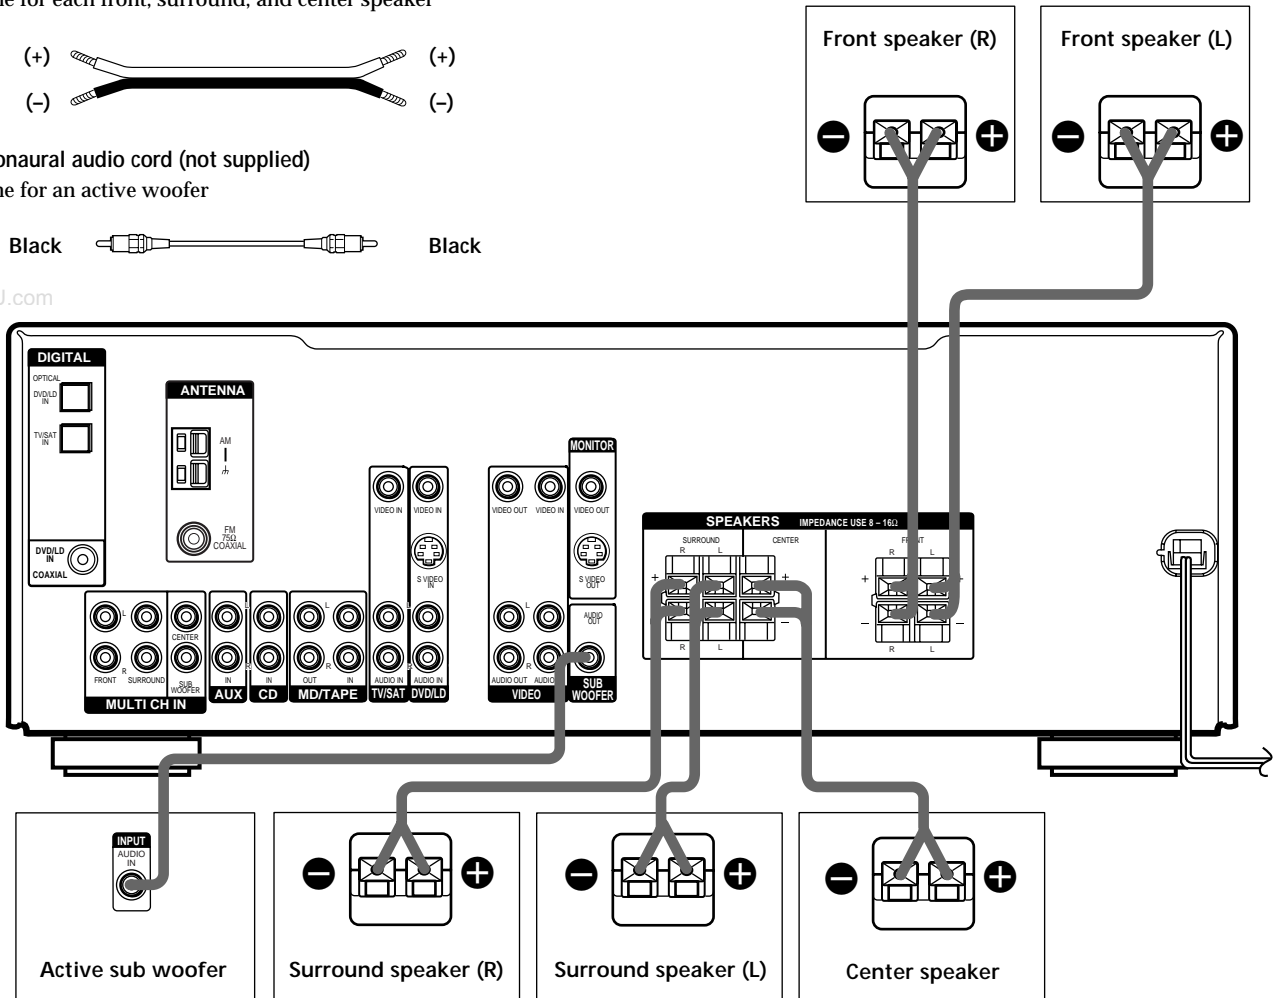 ne for each front, surround, and center speaker
(+) (+)
(–) (–)
onaural audio cord (not supplied)
ne for an active woofer
Black Black
J.com
Front speaker (R)
Front speaker (L)
DIGITAL
OPTICAL
DVD/LD
IN
TV/SAT
IN
DVD/LD
IN
COAXIAL
ANTENNA
AM
FM
75Ω
COAXIAL
L
R
FRONT
SURROUND
CENTER
SUB
WOOFER
MULTI CH IN
L
R
IN
AUX
IN
CD
L
R
OUT
IN
MD/TAPE
VIDEO IN
L
R
AUDIO IN
TV/SAT
VIDEO IN
S VIDEO
IN
AUDIO IN
DVD/LD
VIDEO OUT
VIDEO IN
L
R
AUDIO OUT
AUDIO
VIDEO
MONITOR
VIDEO OUT
S VIDEO
OUT
AUDIO
OUT
SUB
WOOFER
SPEAKERS IMPEDANCE USE 8 – 16Ω
SURROUND
R L
CENTER
FRONT
R L
+ + + +
– – –
R L
R L
INPUT
AUDIO
IN
Active sub woofer
Surround speaker (R)
Surround speaker (L)
Center speaker